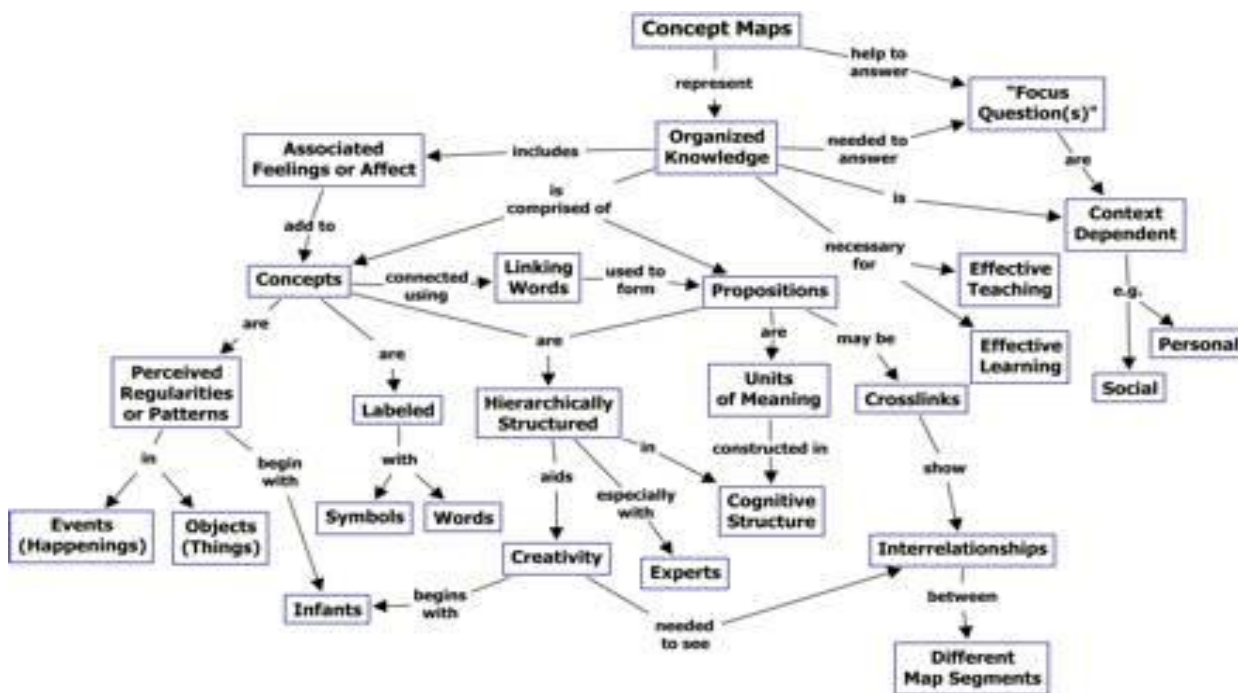 Concept Maps
help to
answer
represent
"Focus
Question(s)"
Organized
Knowledge
needed to
answer
Associated
Feelings or Affect
includes
are
is
comprised of
is
Context
Dependent
add to
necessary
for
Concepts
connected
using
Linking
Words
used to
form
Propositions
Effective
Teaching
e.g.
are
are
are
are
may be
Personal
Effective
Learning
Social
Perceived
Regularities
or Patterns
Labeled
Hierarchically
Structured
Units
of Meaning
Crosslinks
in
begin
with
with
aids
in
constructed in
show
especially
with
Events
(Happenings)
Objects
(Things)
Symbols
Words
Cognitive
Structure
Creativity
Experts
Interrelationships
Infants
begins
with
needed
to see
between
Different
Map Segments